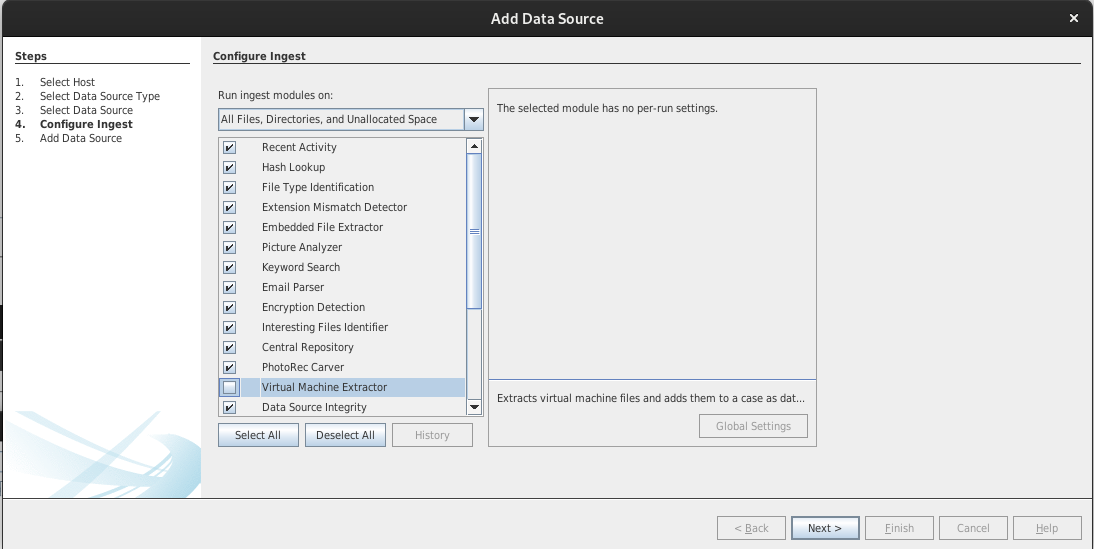 Add Data Source
×
Steps
1. Select Host
2. Select Data Source Type
3. Select Data Source
4. Configure Ingest
5. Add Data Source
Configure Ingest
Run ingest modules on:
All Files, Directories, and Unallocated Space
Recent Activity
Hash Lookup
File Type Identification
Extension Mismatch Detector
Embedded File Extractor
Picture Analyzer
Keyword Search
Email Parser
Encryption Detection
Interesting Files Identifier
Central Repository
PhotoRec Carver
Virtual Machine Extractor
Data Source Integrity
Select All Deselect All History
The selected module has no per-run settings.
Extracts virtual machine files and adds them to a case as dat...
Global Settings
< Back Next > Finish Cancel Help